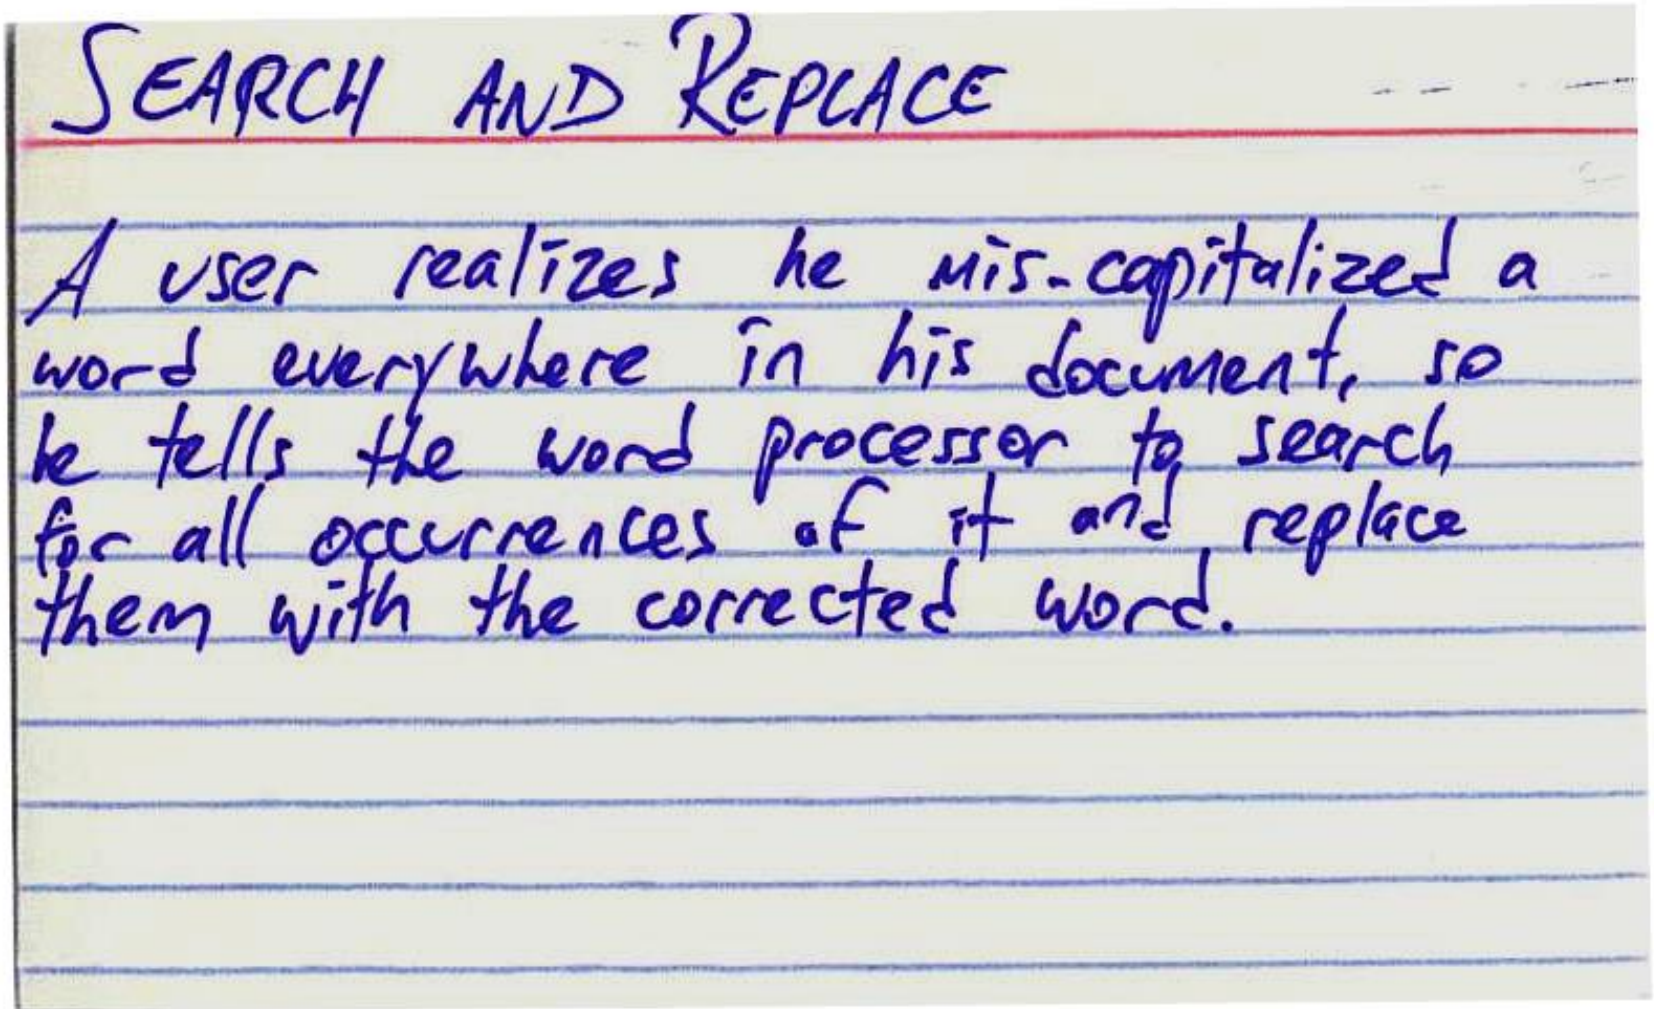 SEARCH AND REPLACE
A user realizes he mis-capitalized a
word everywhere in his document, so
he tells the word processor to search
for all occurrences of it and replace
them with the corrected word.